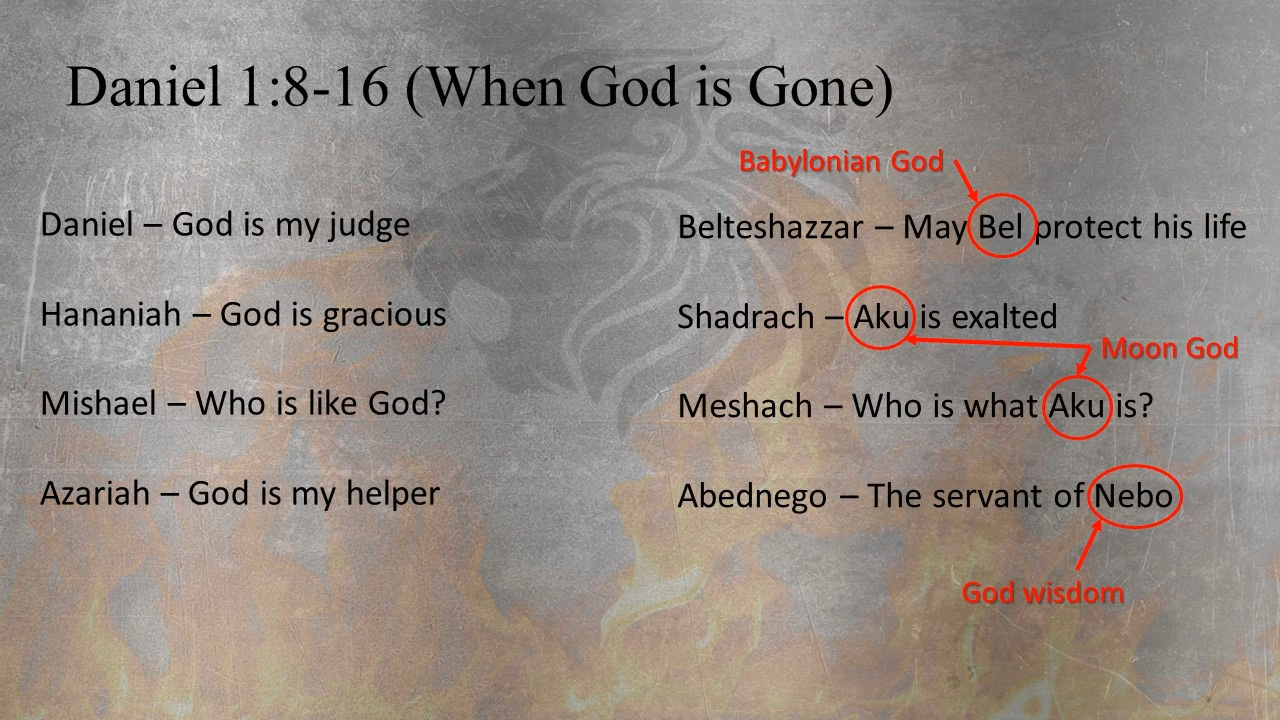 Daniel 1:8-16 (When God is Gone)
Babylonian God
Daniel – God is my judge
Belteshazzar – May Bel protect his life
Hananiah – God is gracious
Shadrach – Aku is exalted
Moon God
Mishael – Who is like God?
Meshach – Who is what Aku is?
Azariah – God is my helper
Abednego – The servant of Nebo
God wisdom